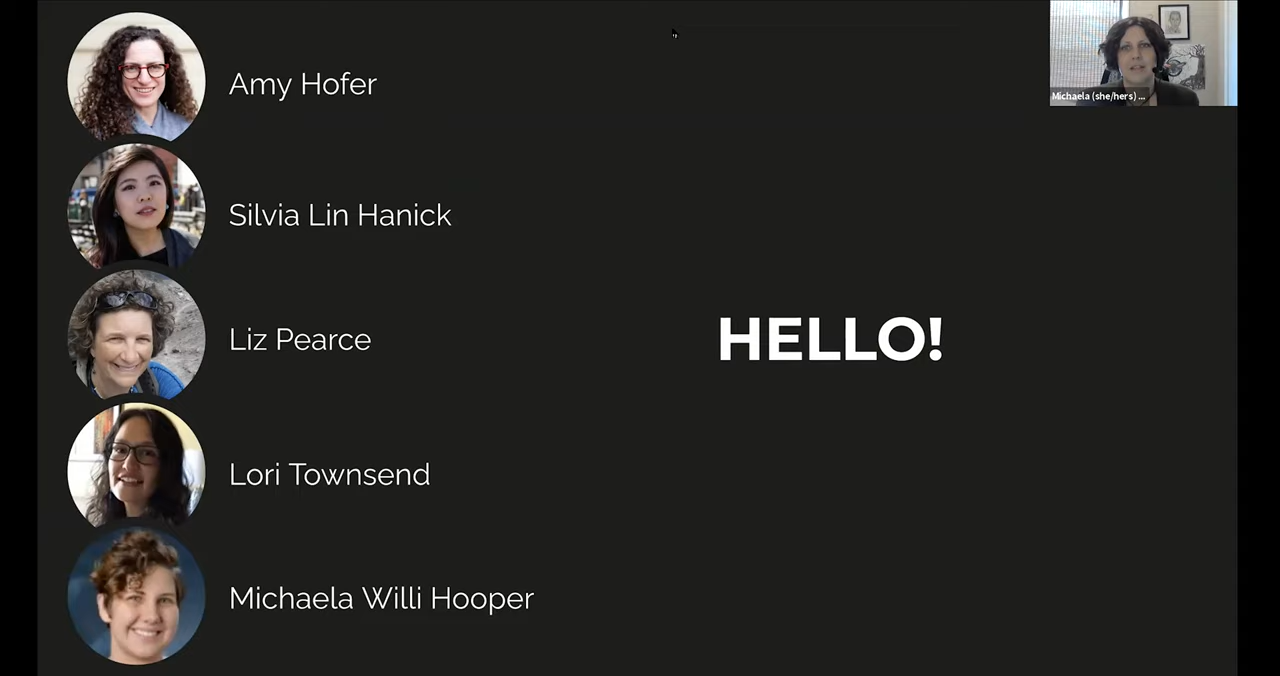 Amy Hofer
Michaela (she/hers) ...
Silvia Lin Hanick
HELLO!
Liz Pearce
Lori Townsend
Michaela Willi Hooper